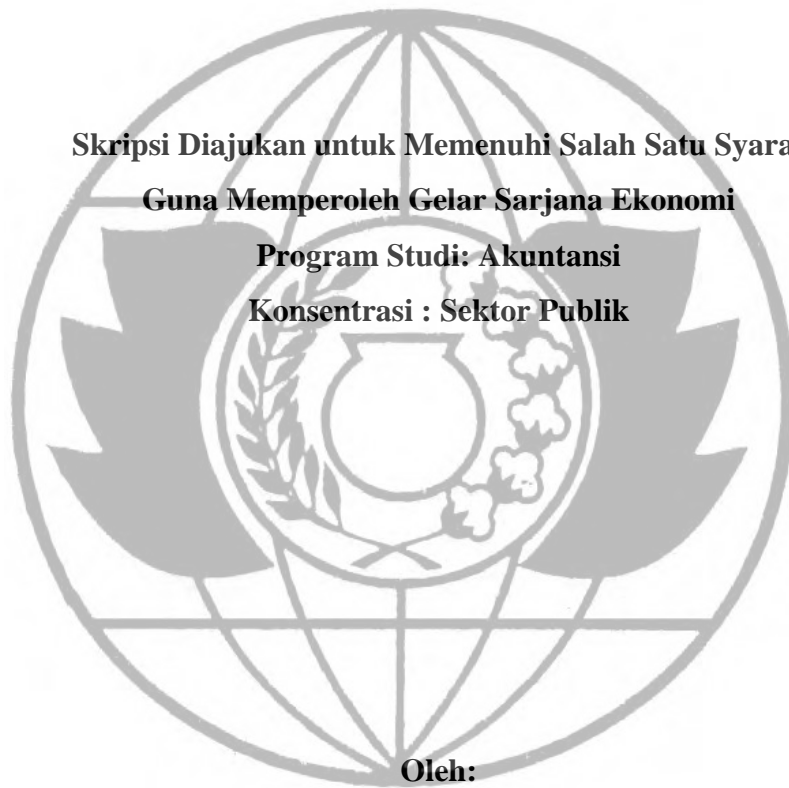 Skripsi Diajukan untuk Memenuhi Salah Satu Syara
Guna Memperoleh Gelar Sarjana Ekonomi
Program Studi: Akuntansi
Konsentrasi : Sektor Publik
Oleh: